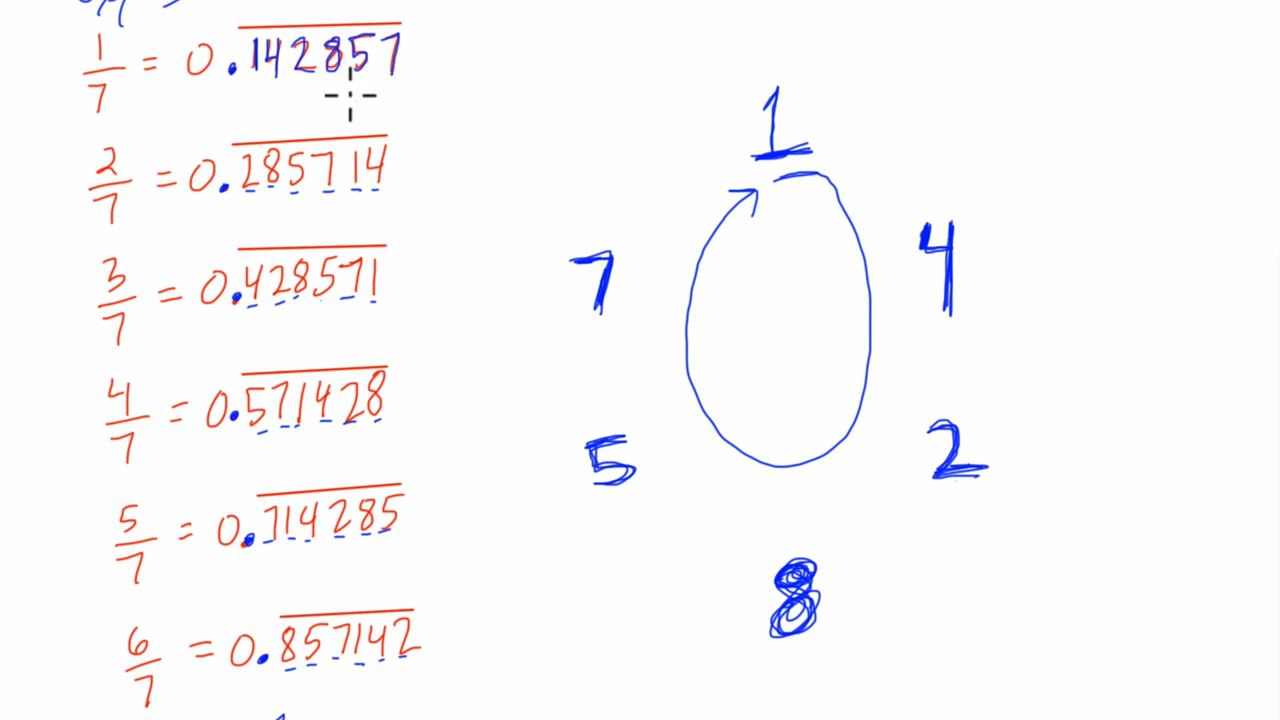 1/7 = 0.142857
2/7 = 0.285714
3/7 = 0.428571
4/7 = 0.571428
5/7 = 0.714285
6/7 = 0.857142
1
7 4
5 2
8